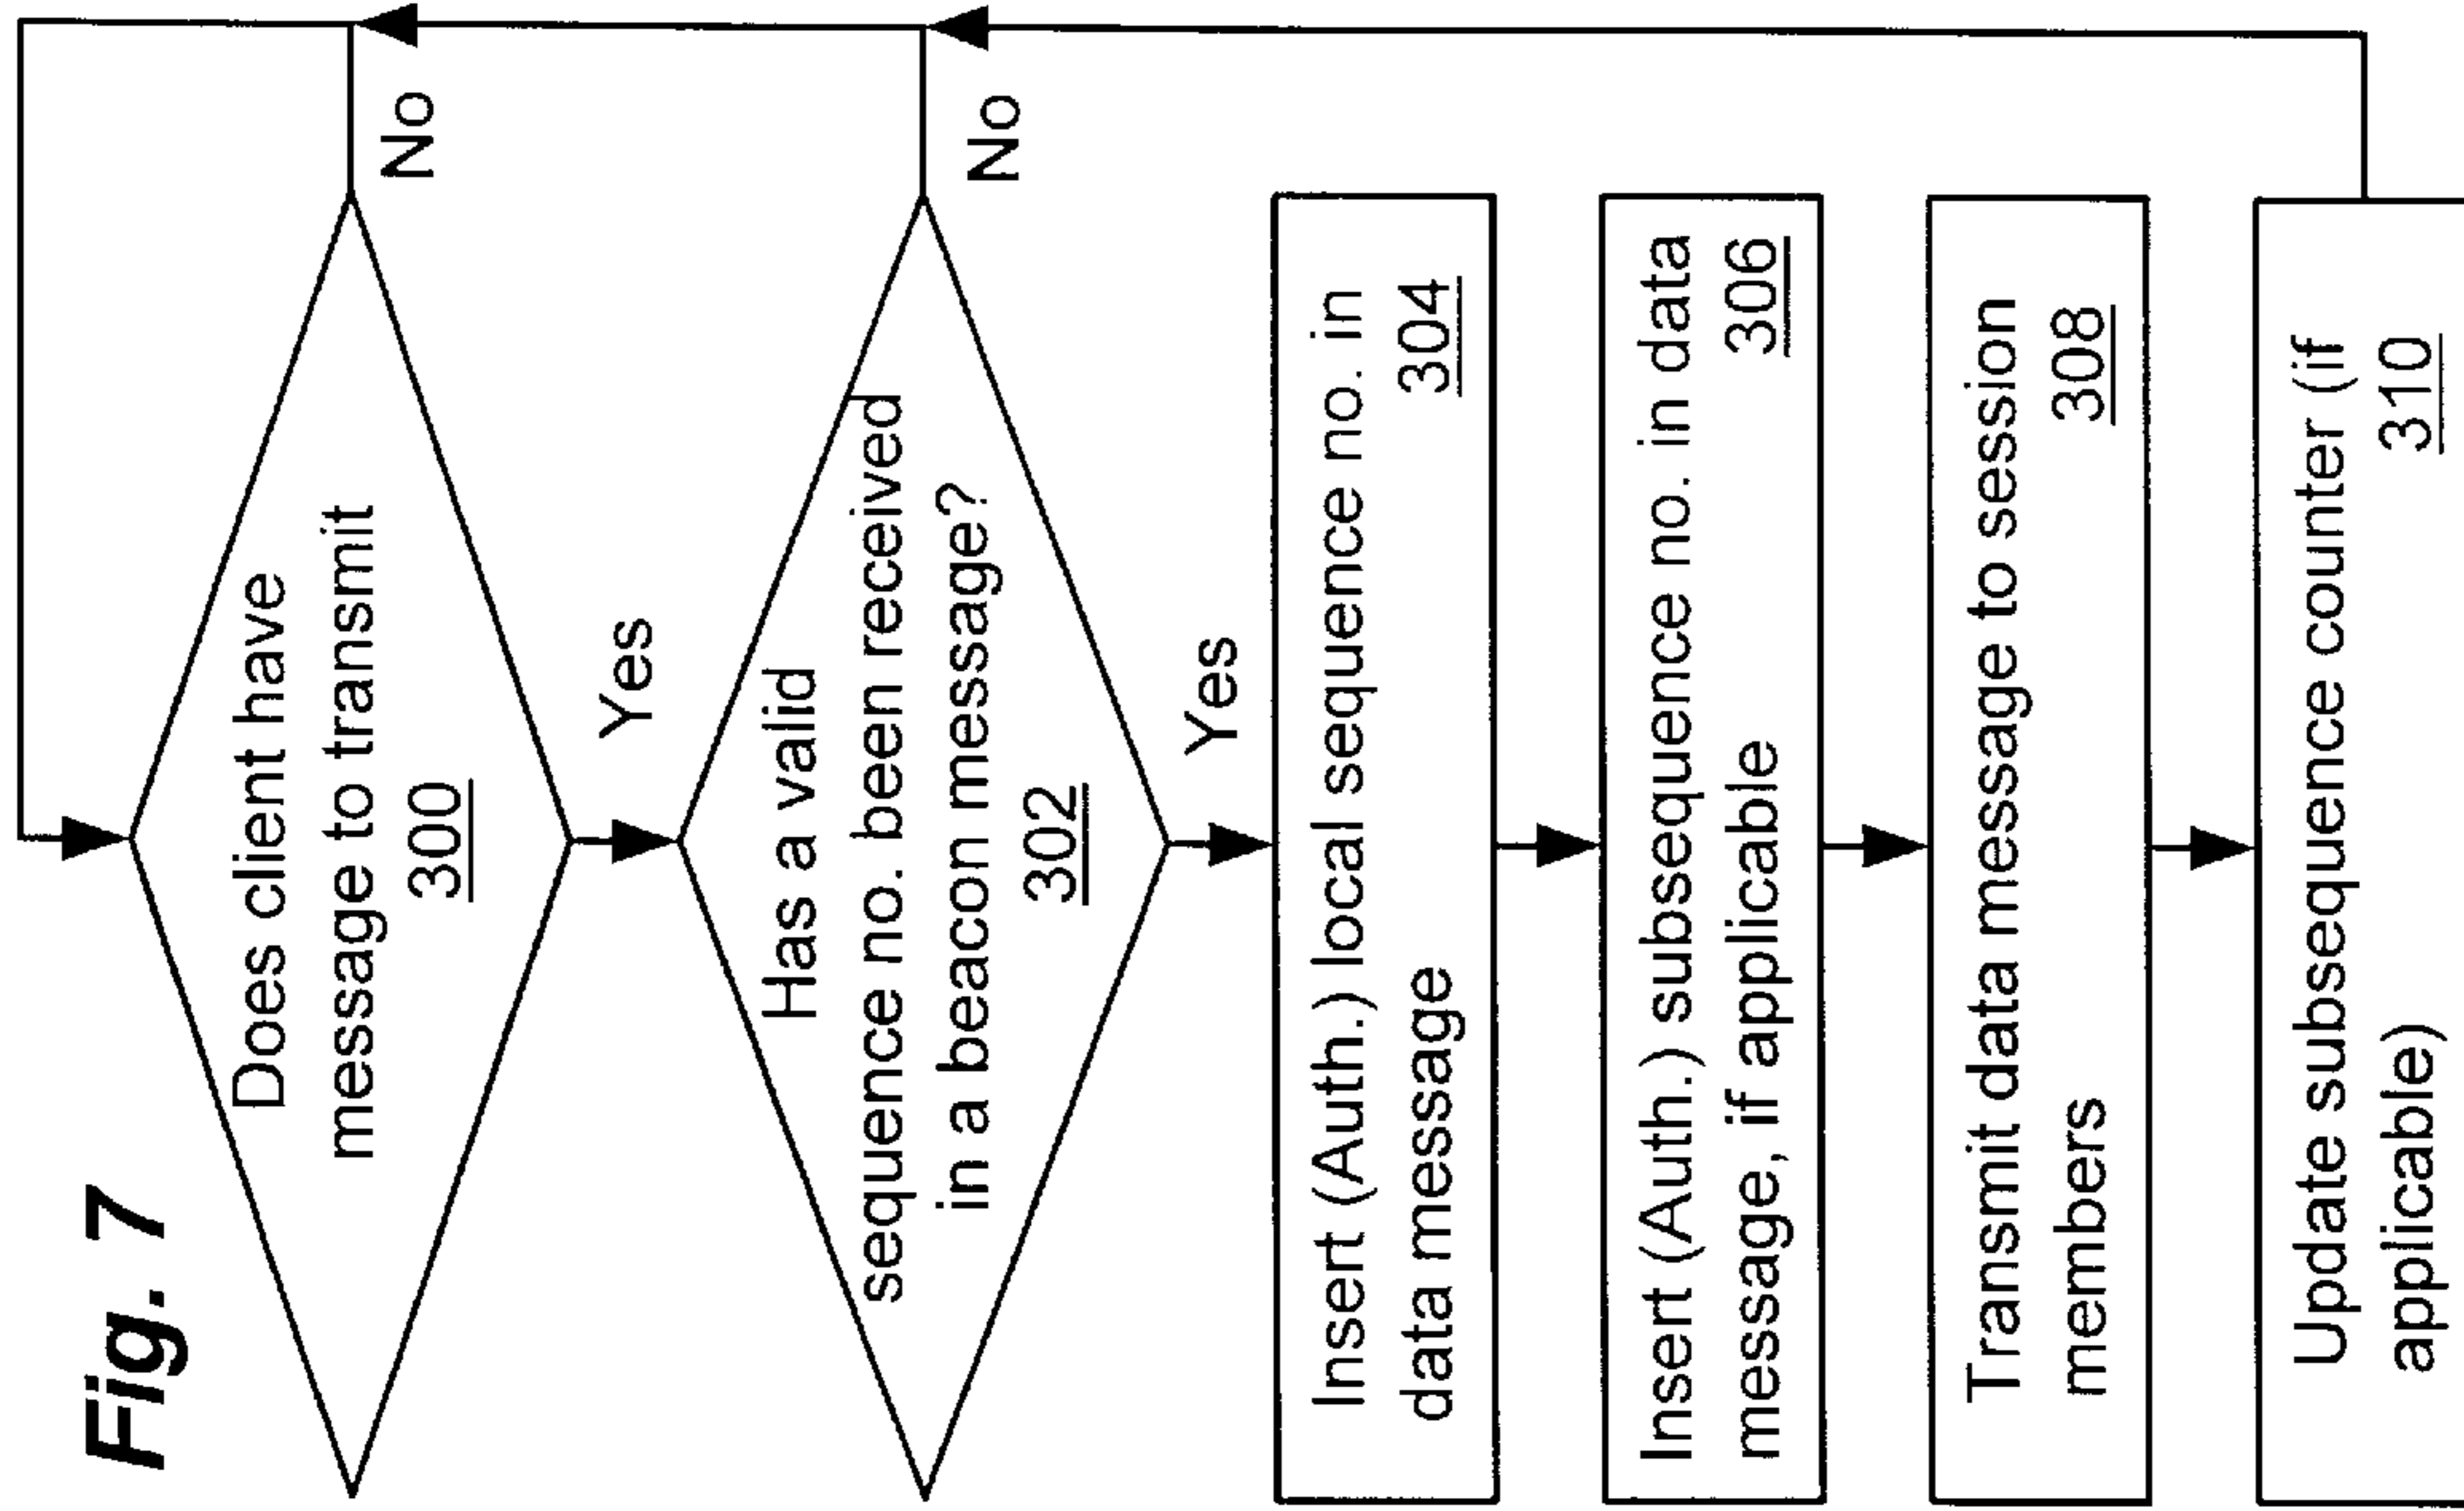 Fig. 7
Does client have
message to transmit
300
No
Yes
Has a valid
sequence no. been received
in a beacon message?
302
No
Yes
Insert (Auth.) local sequence no. in
data message
304
Insert (Auth.) subsequence no. in data
message, if applicable
306
Transmit data message to session
members
308
Update subsequence counter (if
applicable)
310